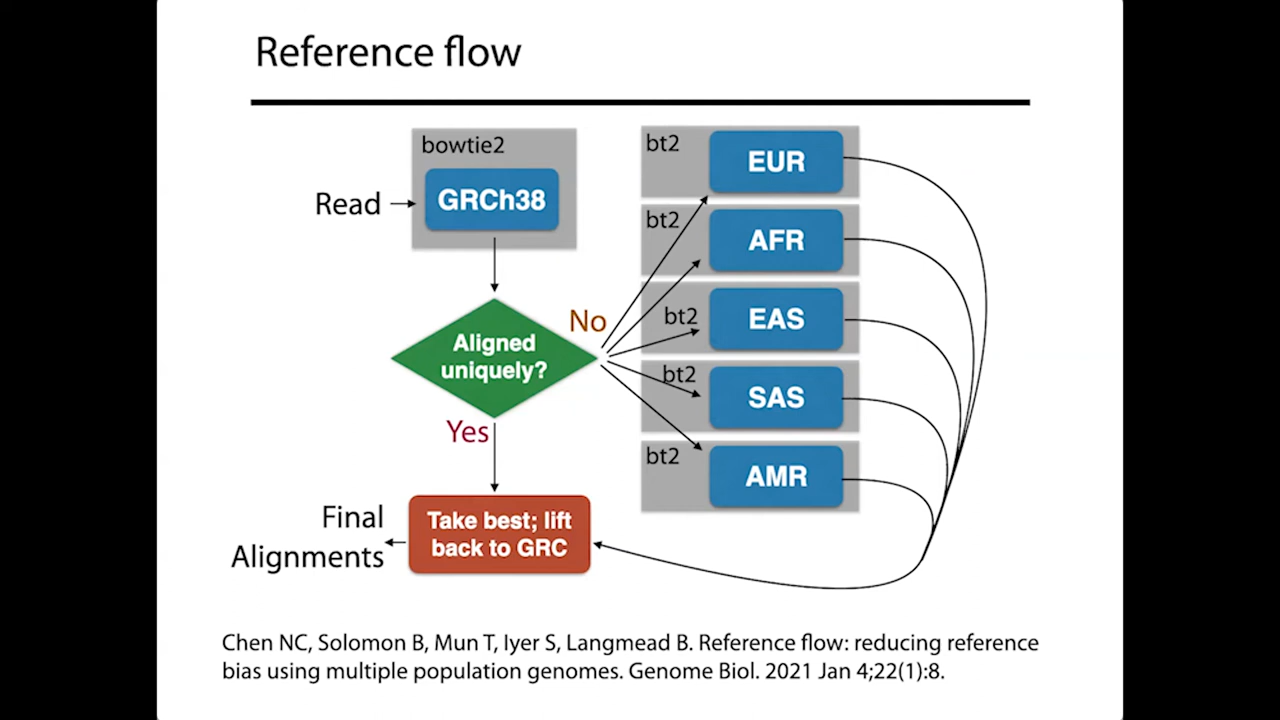 Reference flow
bowtie2
Read
GRCh38
Aligned
uniquely?
No
Yes
bt2
EUR
bt2
AFR
bt2
EAS
bt2
SAS
bt2
AMR
Take best; lift
back to GRC
Final
Alignments
Chen NC, Solomon B, Mun T, Iyer S, Langmead B. Reference flow: reducing reference
bias using multiple population genomes. Genome Biol. 2021 Jan 4;22(1):8.